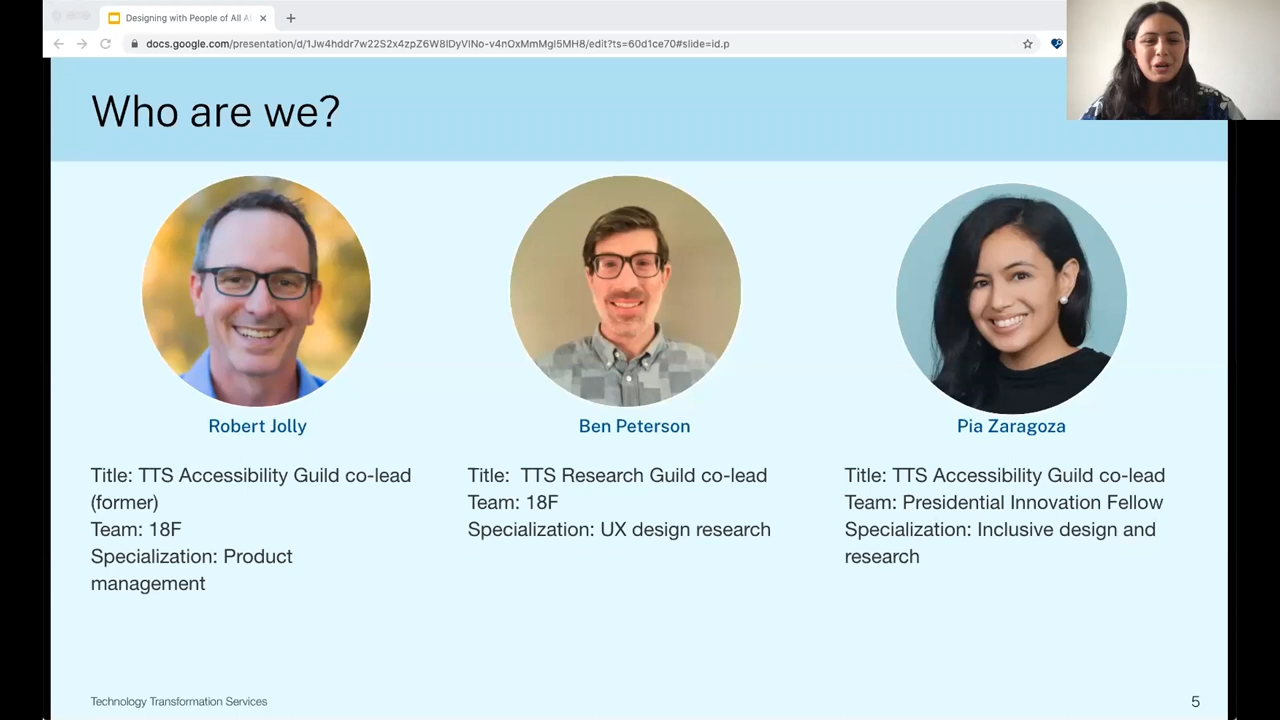 Designing with People of All A
docs.google.com/presentation/d/1Jw4hddr7w22S2x4zpZ6W8IDyVINo-v4nOxMmMgl5MH8/edit?ts=60d1ce70#slide=id.p
Who are we?
Robert Jolly
Title: TTS Accessibility Guild co-lead
(former)
Team: 18F
Specialization: Product
management
Ben Peterson
Title: TTS Research Guild co-lead
Team: 18F
Specialization: UX design research
Pia Zaragoza
Title: TTS Accessibility Guild co-lead
Team: Presidential Innovation Fellow
Specialization: Inclusive design and
research
Technology Transformation Services
5